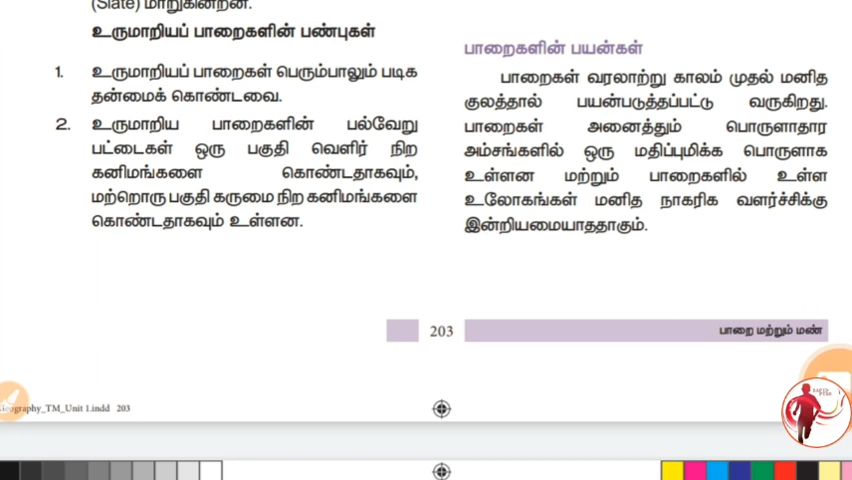 (Slate) மாறுகின்றன.
உருமாறியப் பாறைகளின் பண்புகள்
1. உருமாறியப் பாறைகள் பெரும்பாலும் படிக
தன்மைக் கொண்டவை.
2. உருமாறிய பாறைகளின் பல்வேறு
பட்டைகள் ஒரு பகுதி வெளிர் நிற
கனிமங்களை கொண்டதாகவும்,
மற்றொரு பகுதி கருமை நிற கனிமங்களை
கொண்டதாகவும் உள்ளன.
பாறைகளின் பயன்கள்
பாறைகள் வரலாற்று காலம் முதல் மனித
குலத்தால் பயன்படுத்தப்பட்டு வருகிறது.
பாறைகள் அனைத்தும் பொருளாதார
அம்சங்களில் ஒரு மதிப்புமிக்க பொருளாக
உள்ளன மற்றும் பாறைகளில் உள்ள
உலோகங்கள் மனித நாகரிக வளர்ச்சிக்கு
இன்றியமையாததாகும்.
203 பாறை மற்றும் மண்
Geography_TM_Unit 1.indd 203